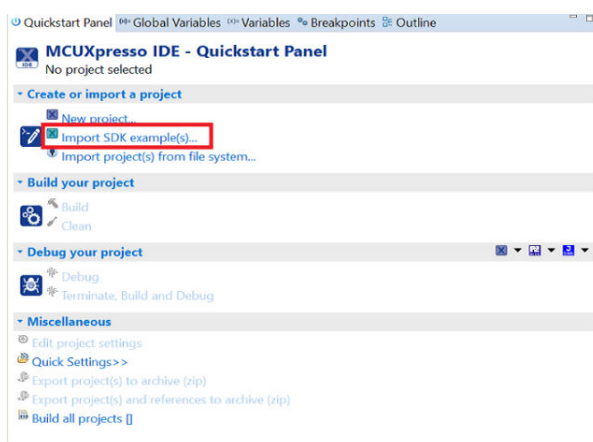 Quickstart Panel Global Variables Variables Breakpoints Outline
MCUXpresso IDE - Quickstart Panel
No project selected
Create or import a project
New project...
Import SDK example(s)...
Import project(s) from file system...
Build your project
Build
Clean
Debug your project
Debug
Terminate, Build and Debug
Miscellaneous
Edit project settings
Quick Settings>>
Export project(s) to archive (zip)
Export project(s) and references to archive (zip)
Build all projects []